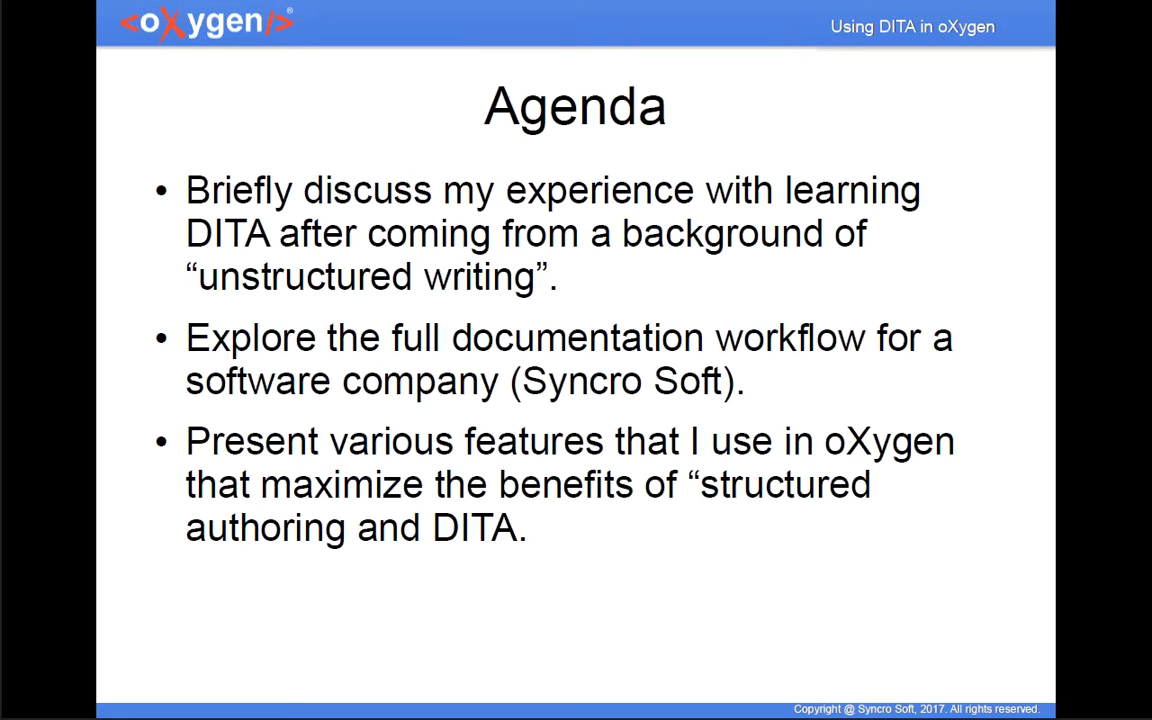 <oXygen/>®
Using DITA in oXygen
Agenda
• Briefly discuss my experience with learning
DITA after coming from a background of
“unstructured writing”.
• Explore the full documentation workflow for a
software company (Syncro Soft).
• Present various features that I use in oXygen
that maximize the benefits of “structured
authoring and DITA.
Copyright @ Syncro Soft, 2017. All rights reserved.